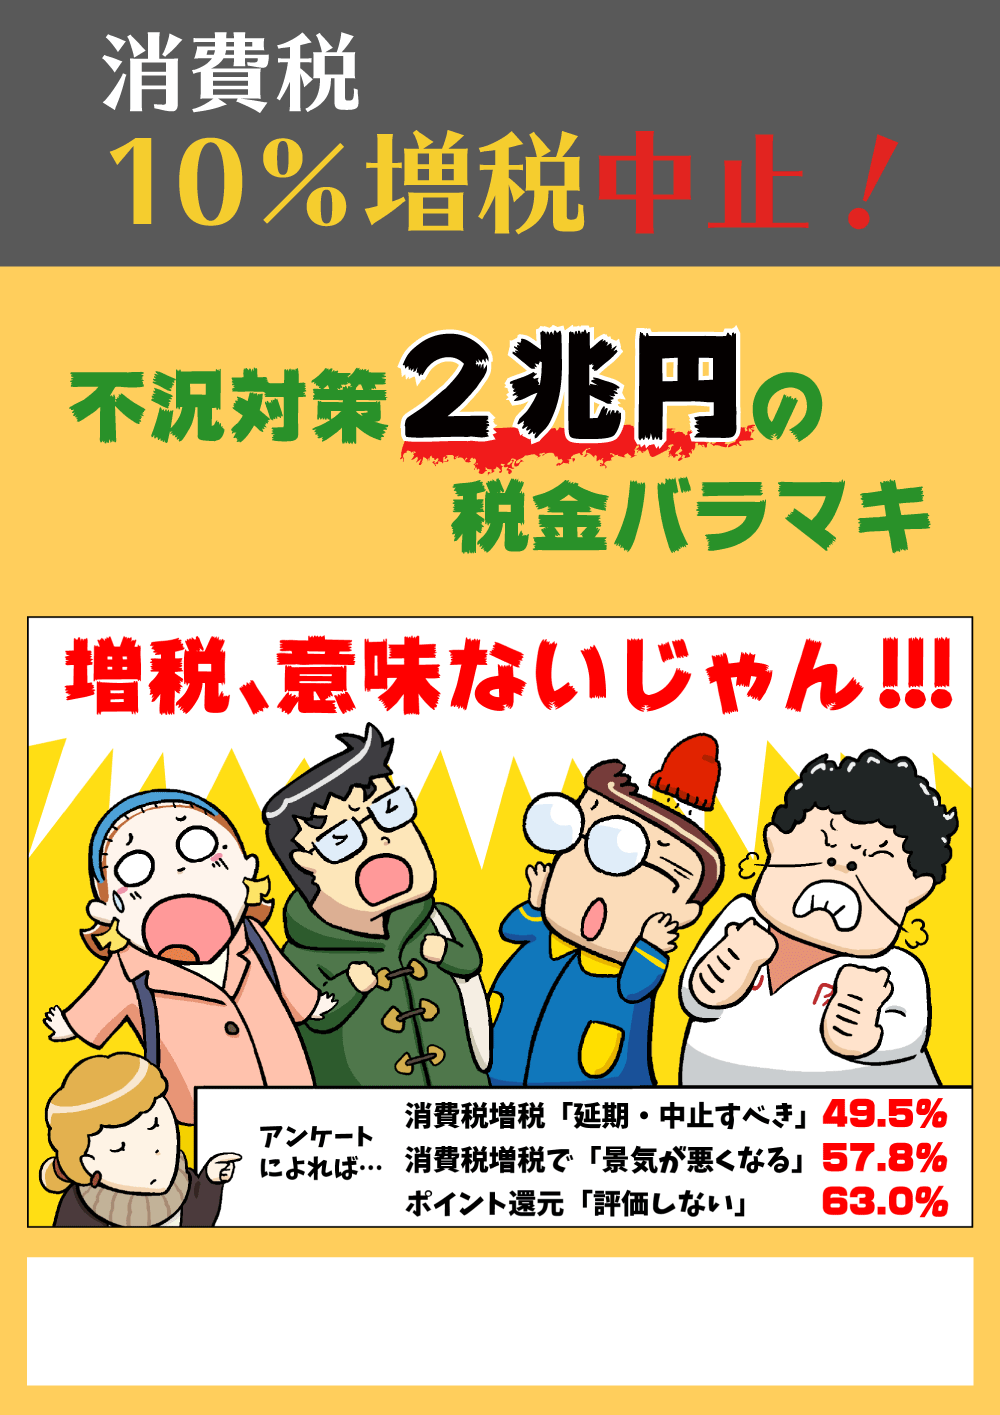 消費税
10％増税中止！
不況対策2兆円の
税金バラマキ
増税、意味ないじゃん!!!
アンケート
によれば…
消費税増税「延期・中止すべき」49.5%
消費税増税で「景気が悪くなる」57.8%
ポイント還元「評価しない」63.0%